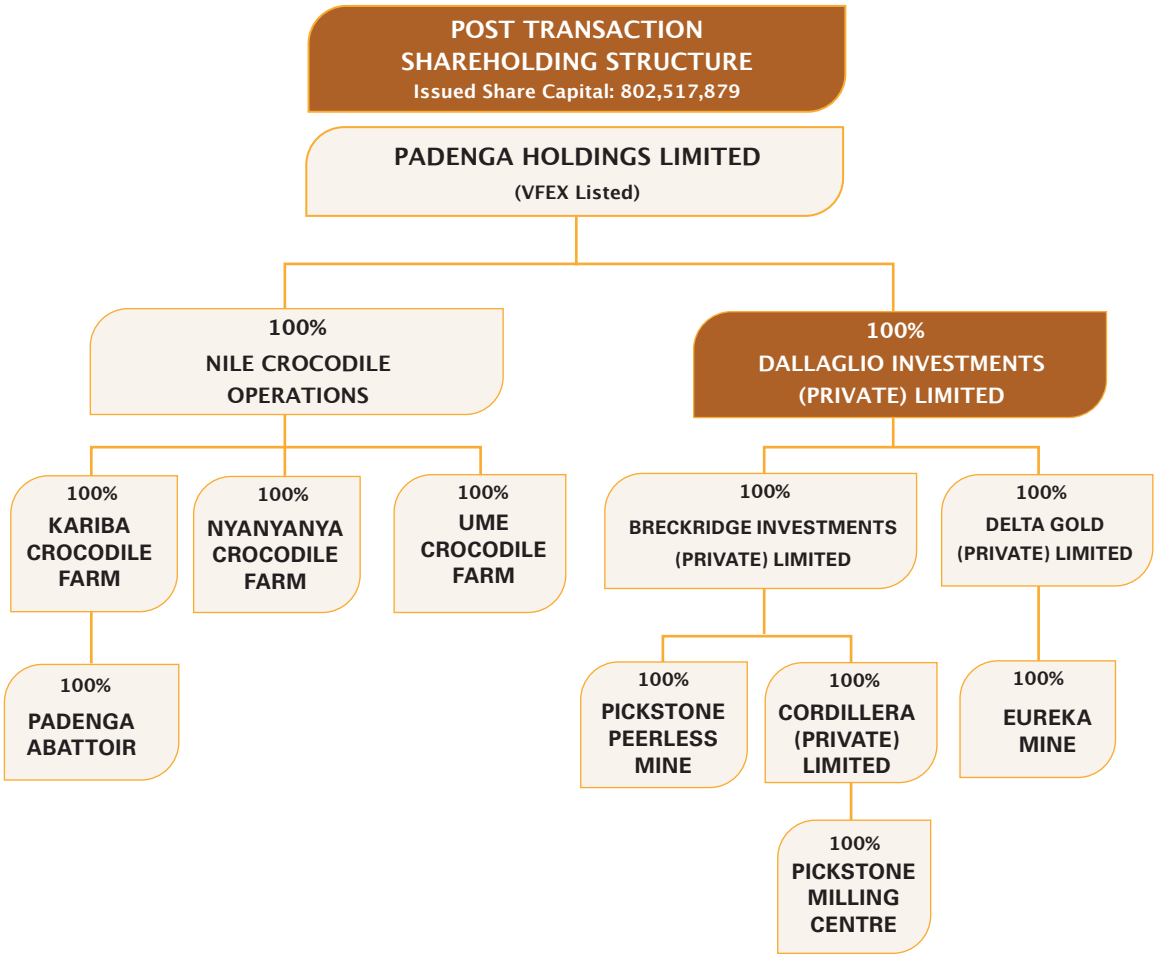 POST TRANSACTION
SHAREHOLDING STRUCTURE
Issued Share Capital: 802,517,879
PADENGA HOLDINGS LIMITED
(VFEX Listed)
100%
NILE CROCODILE
OPERATIONS
100%
DALLAGLIO INVESTMENTS
(PRIVATE) LIMITED
100%
KARIBA
CROCODILE
FARM
100%
NYANYANYA
CROCODILE
FARM
100%
UME
CROCODILE
FARM
100%
BRECKRIDGE INVESTMENTS
(PRIVATE) LIMITED
100%
DELTA GOLD
(PRIVATE) LIMITED
100%
PADENGA
ABATTOIR
100%
PICKSTONE
PEERLESS
MINE
100%
CORDILLERA
(PRIVATE)
LIMITED
100%
EUREKA
MINE
100%
PICKSTONE
MILLING
CENTRE